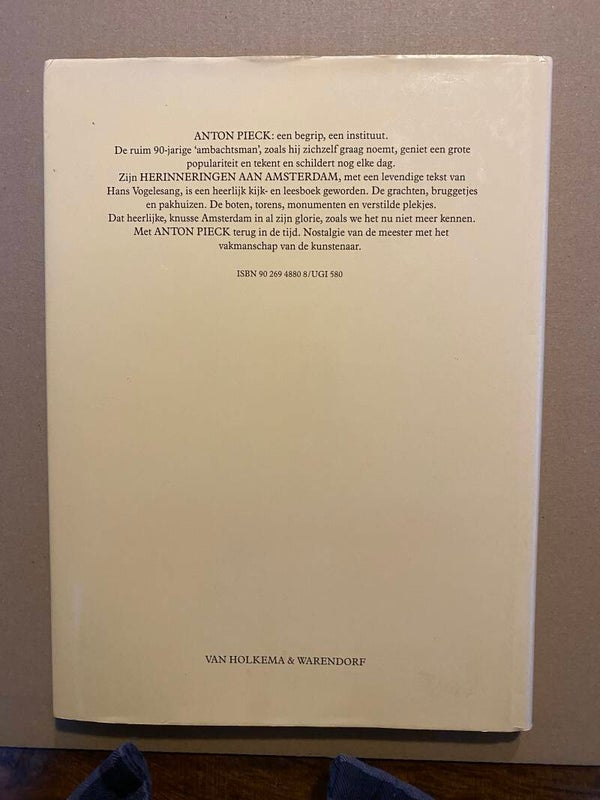 ANTON PIECK: een begrip, een instituut.
De ruim 90-jarige ‘ambachtsman’, zoals hij zichzelf graag noemt, geniet een grote
populariteit en tekent en schildert nog elke dag.
Zijn HERINNERINGEN AAN AMSTERDAM, met een levendige tekst van
Hans Vogelesang, is een heerlijk kijk- en leesboek geworden. De grachten, bruggetjes
en pakhuizen. De boten, torens, monumenten en verstilde plekjes.
Dat heerlijke, knusse Amsterdam in al zijn glorie, zoals we het nu niet meer kennen.
Met ANTON PIECK terug in de tijd. Nostalgie van de meester met het
vakmanschap van de kunstenaar.
ISBN 90 269 4880 8/UGI 580
VAN HOLKEMA & WARENDORF